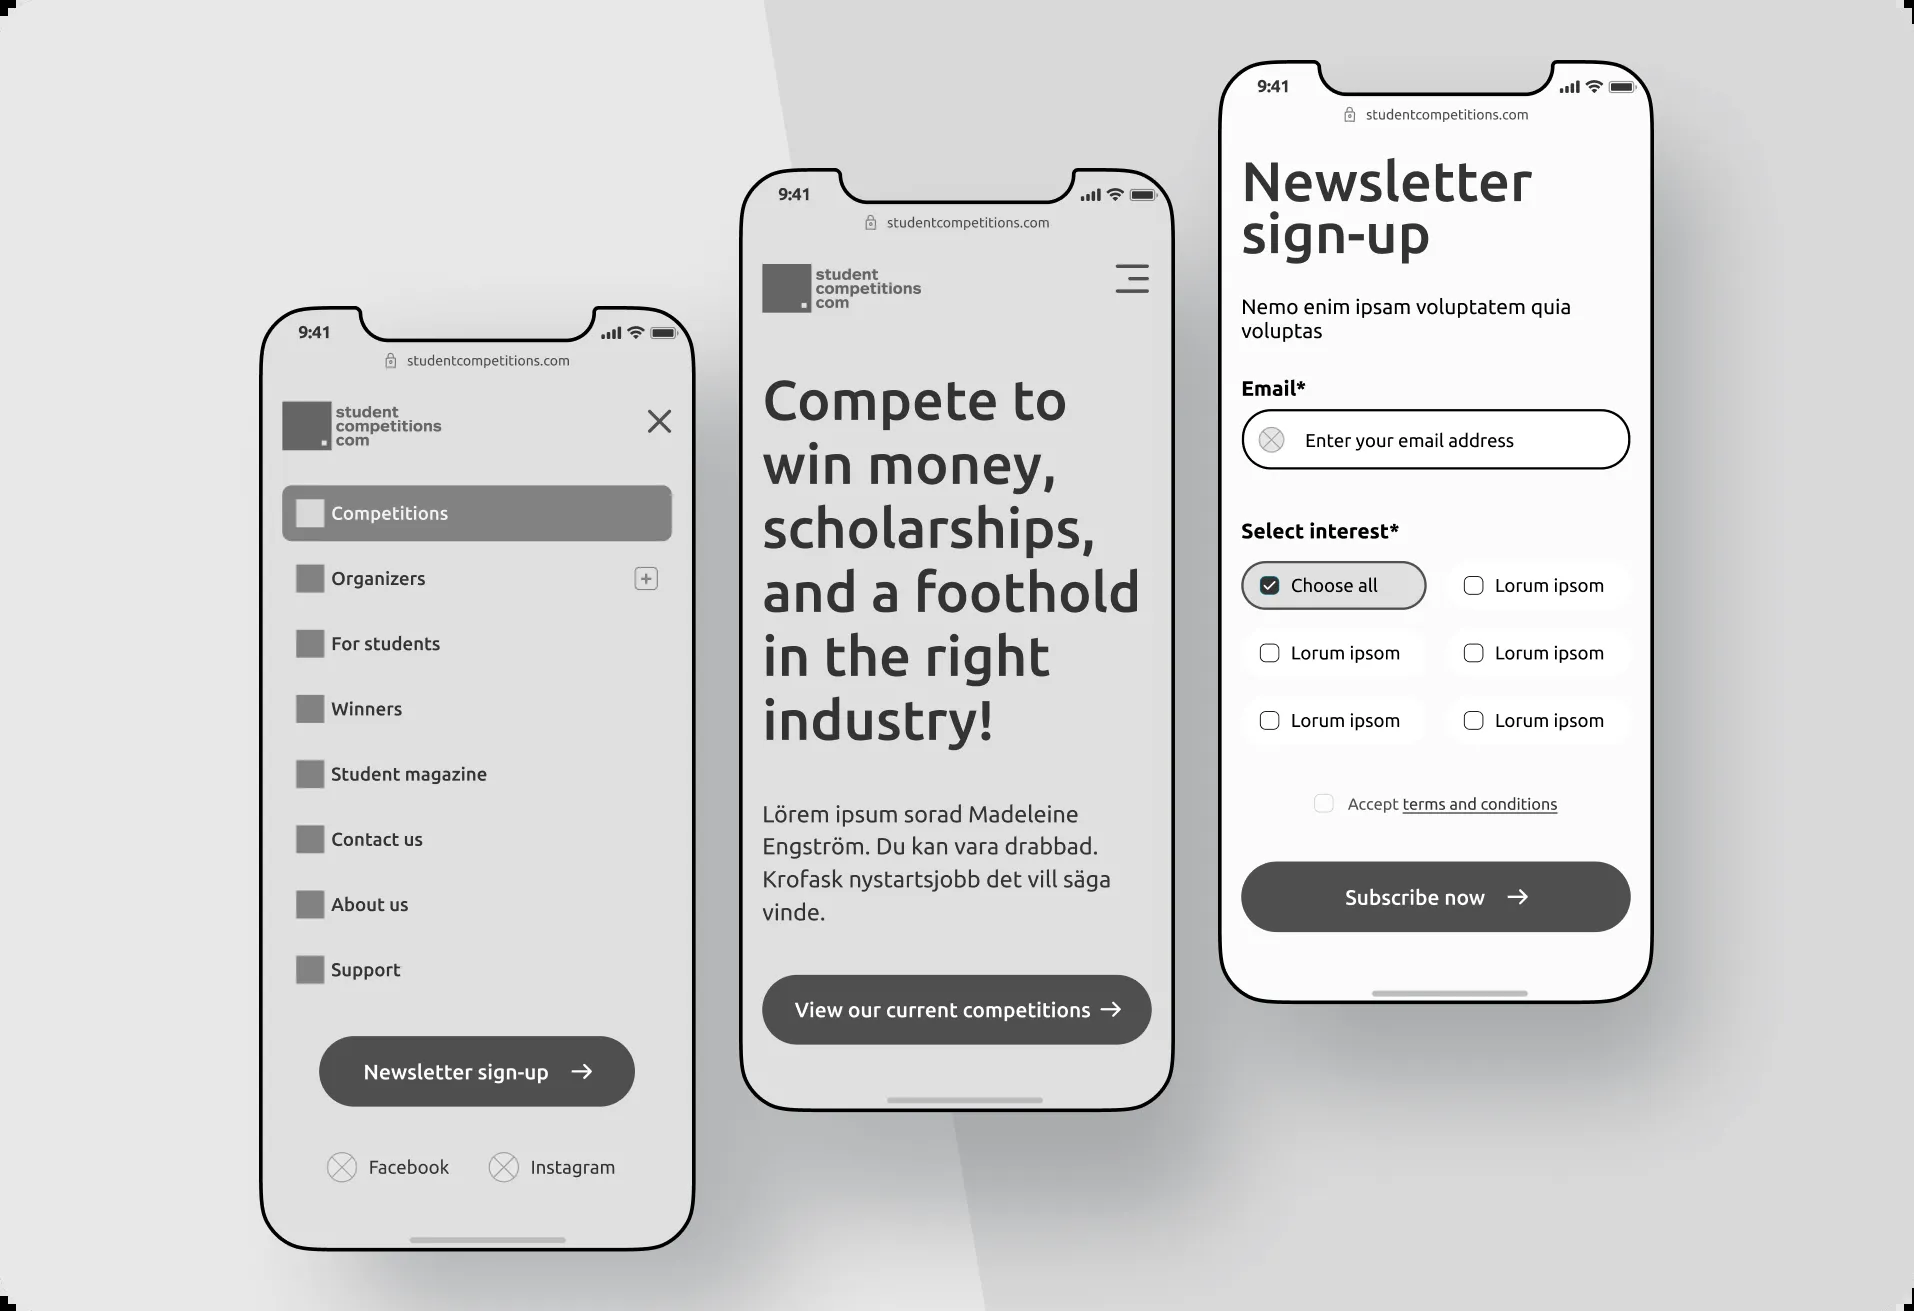 9:41
studentcompetitions.com
student
competitions
com
Competitions
Organizers
For students
Winners
Student magazine
Contact us
About us
Support
Newsletter sign-up
Facebook
Instagram
9:41
studentcompetitions.com
student
competitions
com
Compete to
win money,
scholarships,
and a foothold
in the right
industry!
Lörem ipsum sorad Madeleine
Engström. Du kan vara drabbad.
Krofask nystartsjobb det vill säga
vinde.
View our current competitions
9:41
studentcompetitions.com
Newsletter
sign-up
Nemo enim ipsam voluptatem quia
voluptas
Email*
Enter your email address
Select interest*
Choose all
Lorum ipsom
Lorum ipsom
Lorum ipsom
Lorum ipsom
Lorum ipsom
Accept terms and conditions
Subscribe now